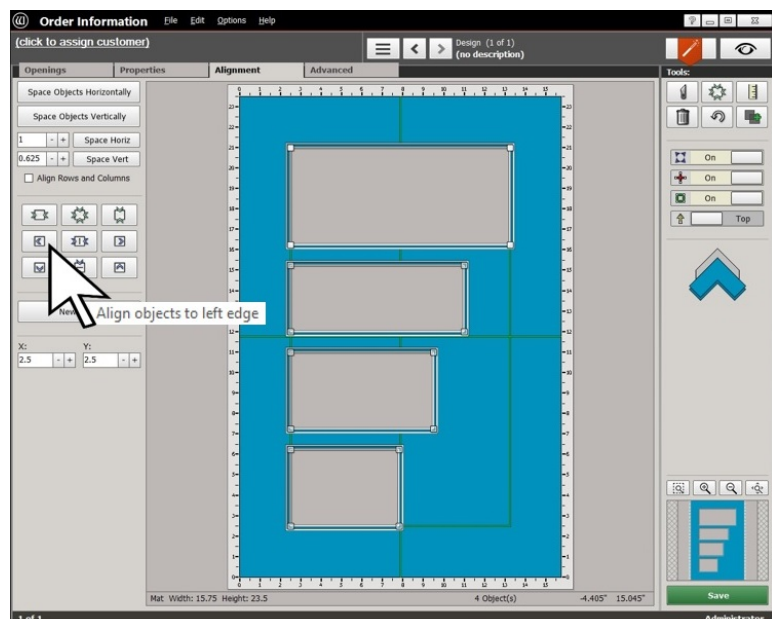 Order Information File Edit Options Help
(click to assign customer)
Design (1 of 1)
(no description)
Openings Properties Alignment Advanced
Tools:
Space Objects Horizontally
Space Objects Vertically
1 - + Space Horiz
0.625 - + Space Vert
Align Rows and Columns
On
On
On
Top
New
Align objects to left edge
X: Y:
2.5 - + 2.5 - +
Mat Width: 15.75 Height: 23.5 4 Object(s) -4.405" 15.045"
Save
1 of 1 Administrator